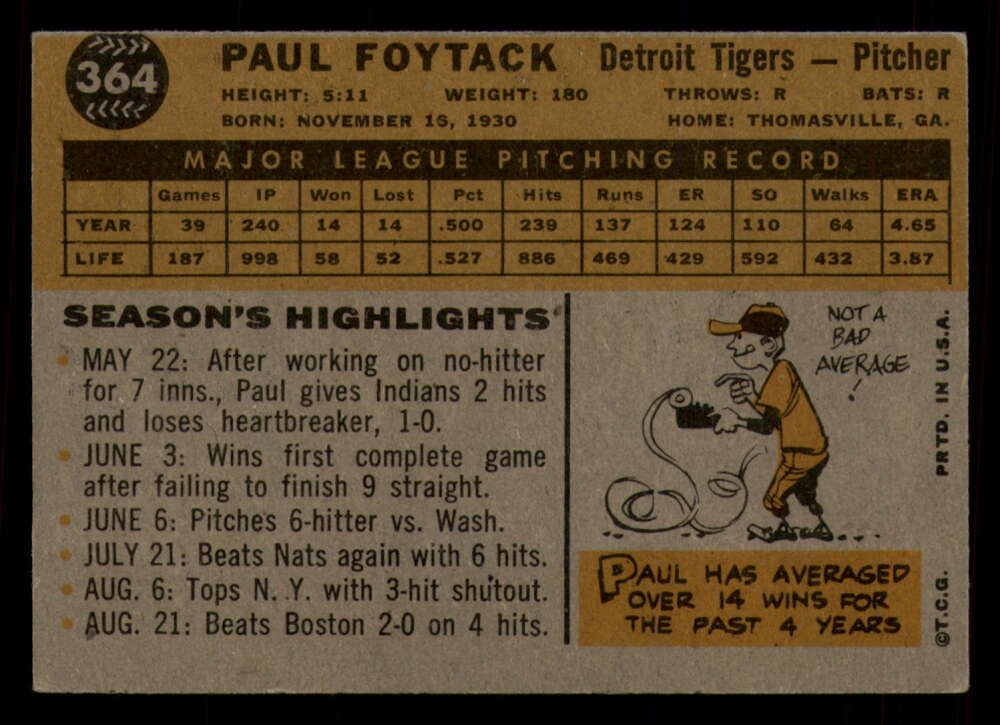 364
PAUL FOYTACK Detroit Tigers — Pitcher
HEIGHT: 5:11 WEIGHT: 180 THROWS: R BATS: R
BORN: NOVEMBER 16, 1930 HOME: THOMASVILLE, GA.
MAJOR LEAGUE PITCHING RECORD
Games IP Won Lost Pct Hits Runs ER SO Walks ERA
YEAR 39 240 14 14 .500 239 137 124 110 64 4.65
LIFE 187 998 58 52 .527 886 469 429 592 432 3.87
SEASON'S HIGHLIGHTS
• MAY 22: After working on no-hitter
for 7 inns., Paul gives Indians 2 hits
and loses heartbreaker, 1-0.
• JUNE 3: Wins first complete game
after failing to finish 9 straight.
• JUNE 6: Pitches 6-hitter vs. Wash.
• JULY 21: Beats Nats again with 6 hits.
• AUG. 6: Tops N. Y. with 3-hit shutout.
• AUG. 21: Beats Boston 2-0 on 4 hits.
NOT A
BAD
AVERAGE
!
PAUL HAS AVERAGED
OVER 14 WINS FOR
THE PAST 4 YEARS
PRTD. IN U.S.A.
©T.C.G.